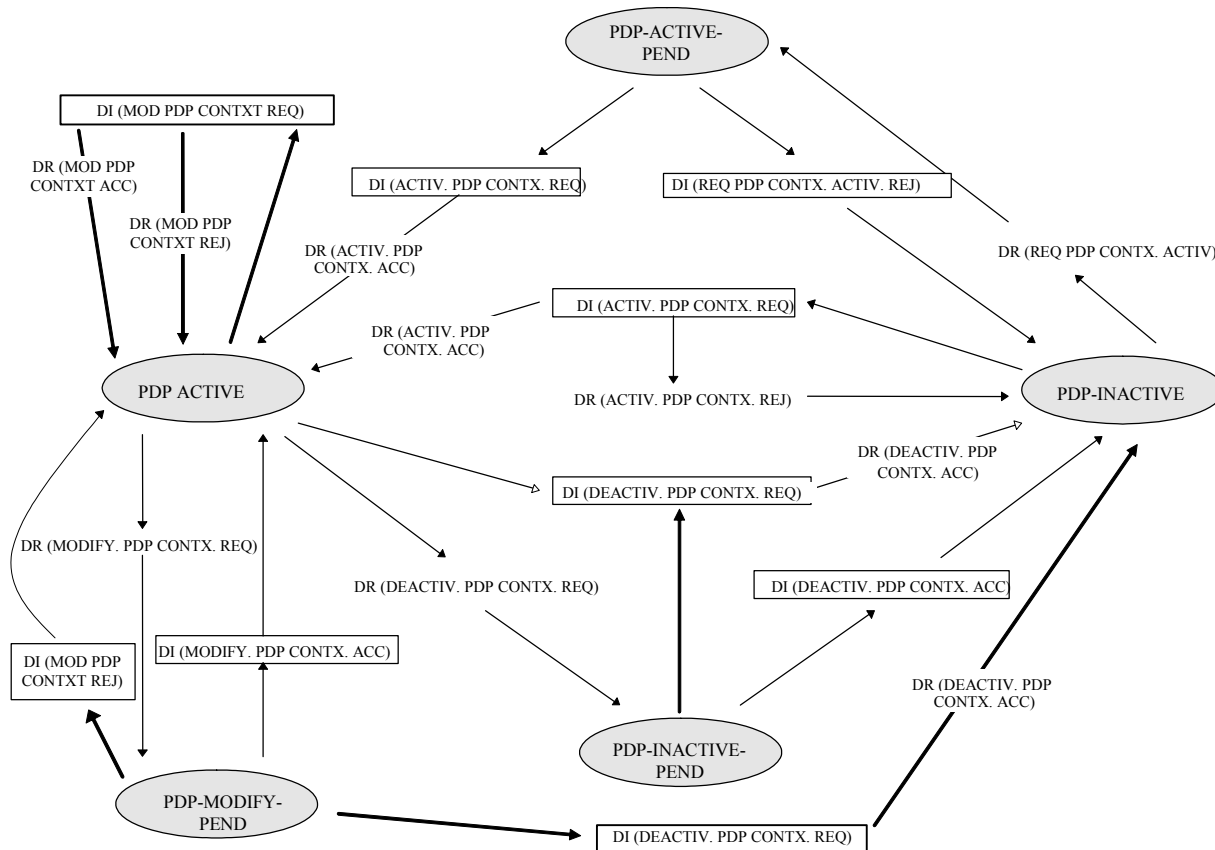 PDP-ACTIVE-
PEND
DI (MOD PDP CONTXT REQ)
DR (MOD PDP
CONTXT ACC)
DI (ACTIV. PDP CONTX. REQ)
DI (REQ PDP CONTX. ACTIV. REJ)
DR (MOD PDP
CONTXT REJ)
DR (ACTIV. PDP
CONTX. ACC)
DR (REQ PDP CONTX. ACTIV)
DI (ACTIV. PDP CONTX. REQ)
DR (ACTIV. PDP
CONTX. ACC)
PDP ACTIVE
PDP-INACTIVE
DR (ACTIV. PDP CONTX. REJ)
DR (DEACTIV. PDP
CONTX. ACC)
DI (DEACTIV. PDP CONTX. REQ)
DR (MODIFY. PDP CONTX. REQ)
DR (DEACTIV. PDP CONTX. REQ)
DI (DEACTIV. PDP CONTX. ACC)
DI (MOD PDP
CONTXT REJ)
DI (MODIFY. PDP CONTX. ACC)
DR (DEACTIV. PDP
CONTX. ACC)
PDP-INACTIVE-
PEND
PDP-MODIFY-
PEND
DI (DEACTIV. PDP CONTX. REQ)